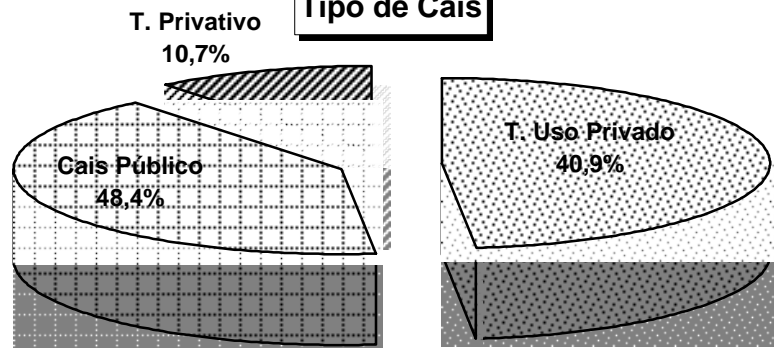 Tipo de Cais
T. Privativo
10,7%
T. Uso Privado
40,9%
Cais Público
48,4%